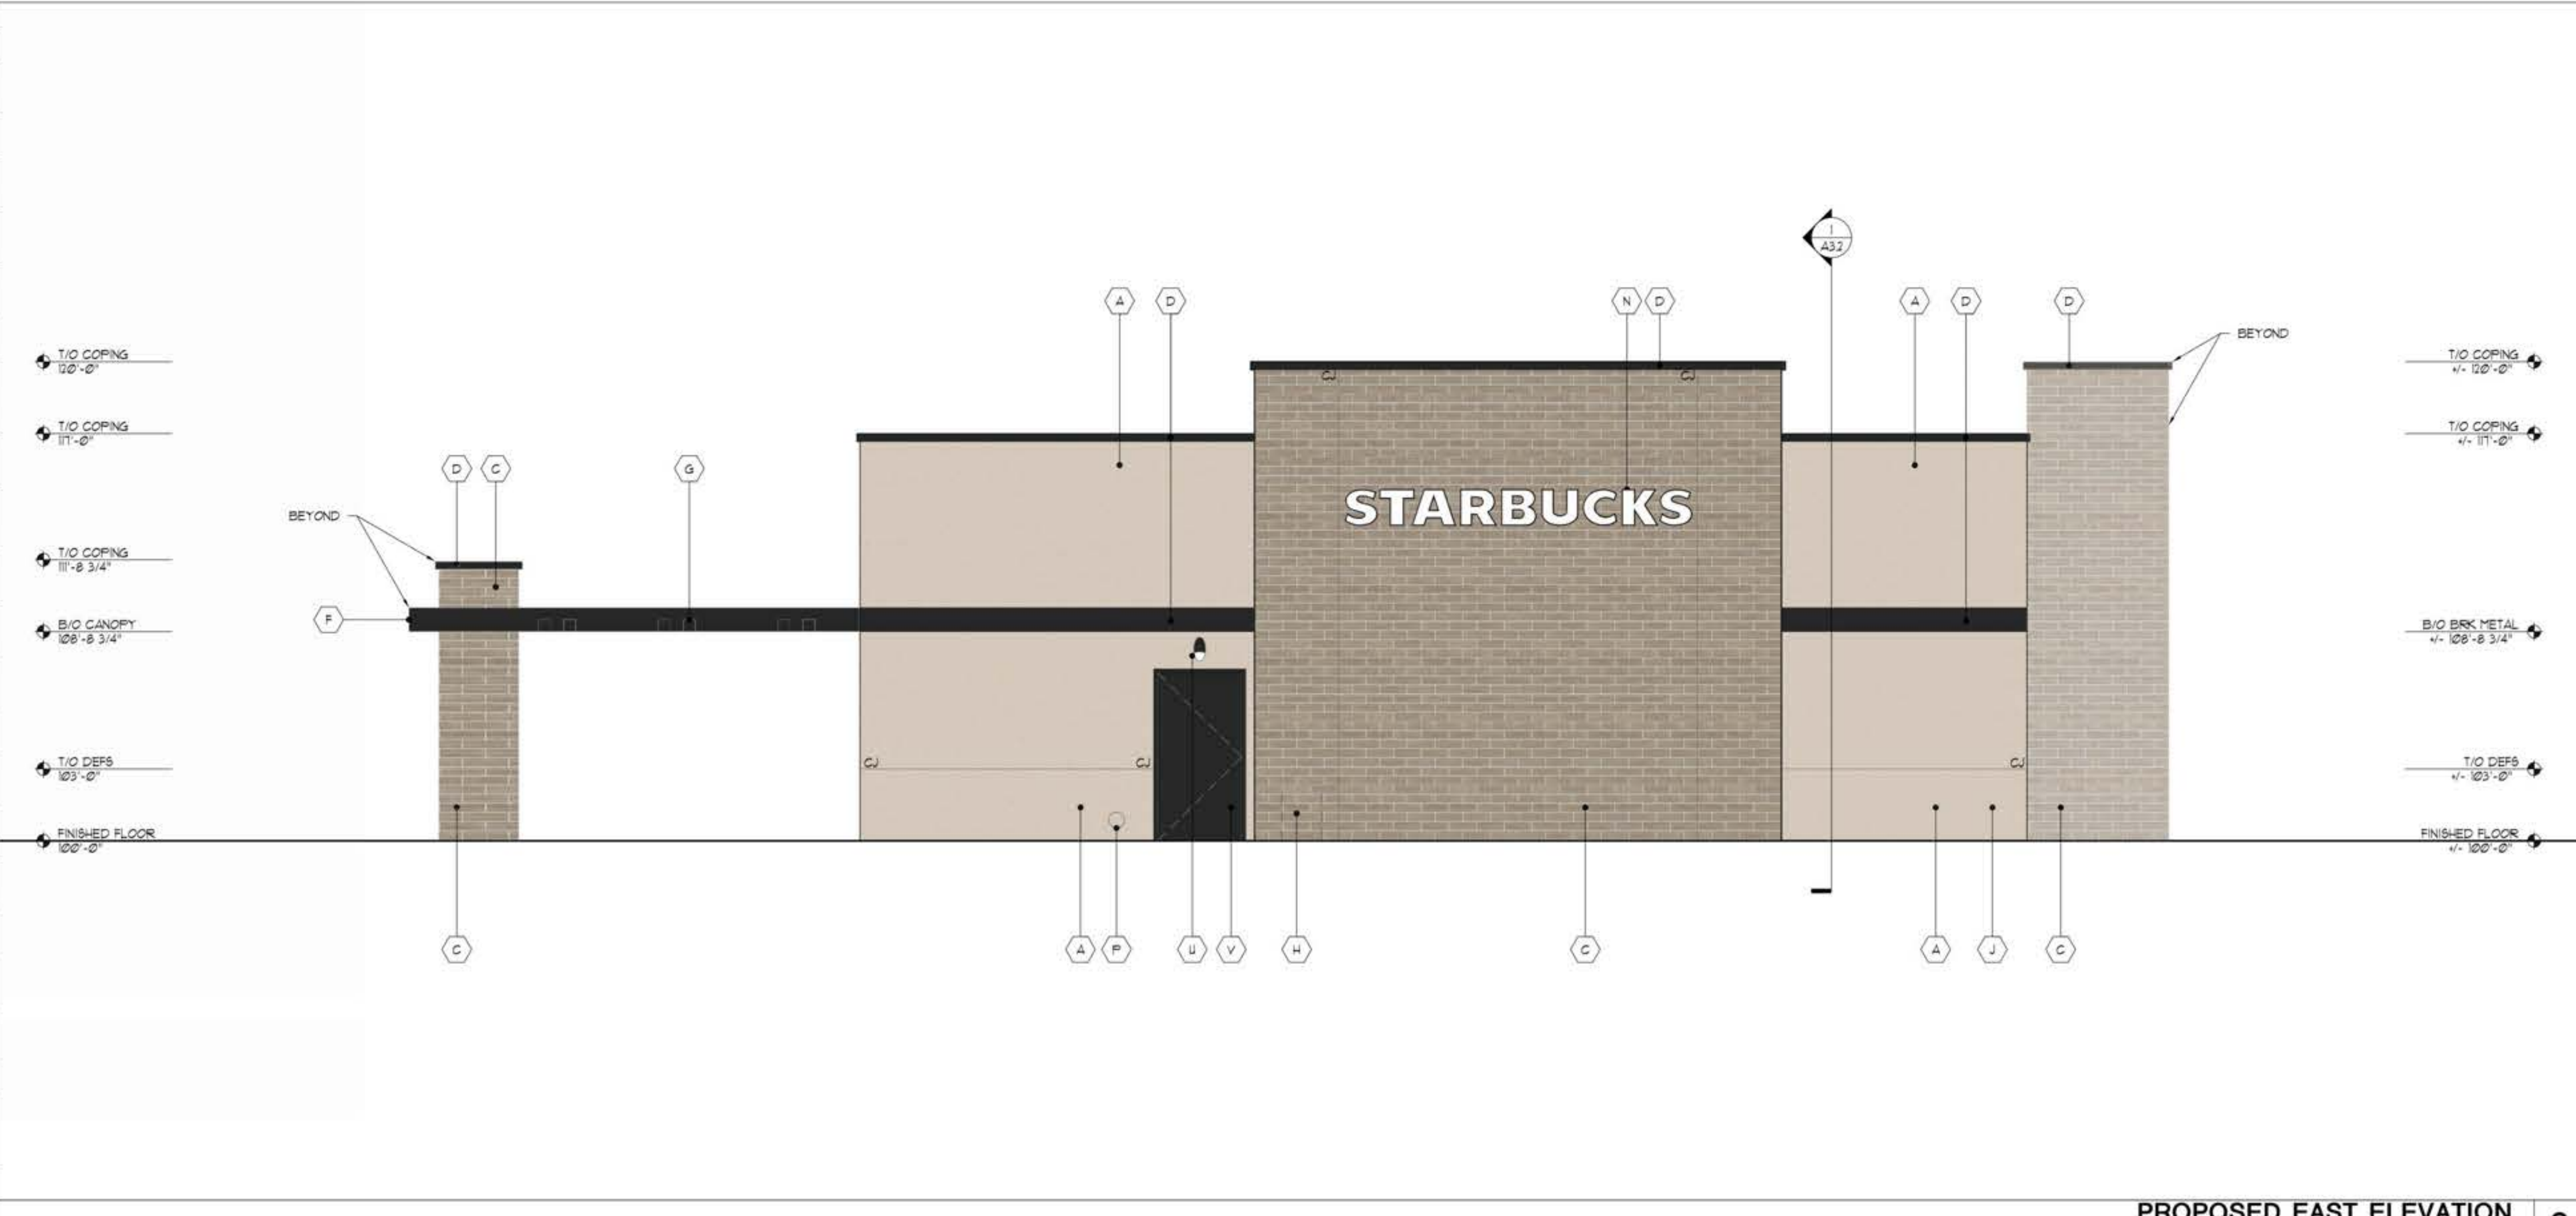 1
A3.2
A
D
N
D
A
D
D
BEYOND
T/O COPING
120'-0"
T/O COPING
+/- 120'-0"
CJ
CJ
T/O COPING
117'-0"
T/O COPING
+/- 117'-0"
D
C
G
STARBUCKS
BEYOND
T/O COPING
111'-8 3/4"
F
B/O CANOPY
108'-8 3/4"
B/O BRK METAL
+/- 108'-8 3/4"
T/O DEFS
103'-0"
CJ
CJ
CJ
T/O DEFS
+/- 103'-0"
FINISHED FLOOR
100'-0"
FINISHED FLOOR
+/- 100'-0"
C
A
P
U
V
H
C
A
J
C
PROPOSED EAST ELEVATION